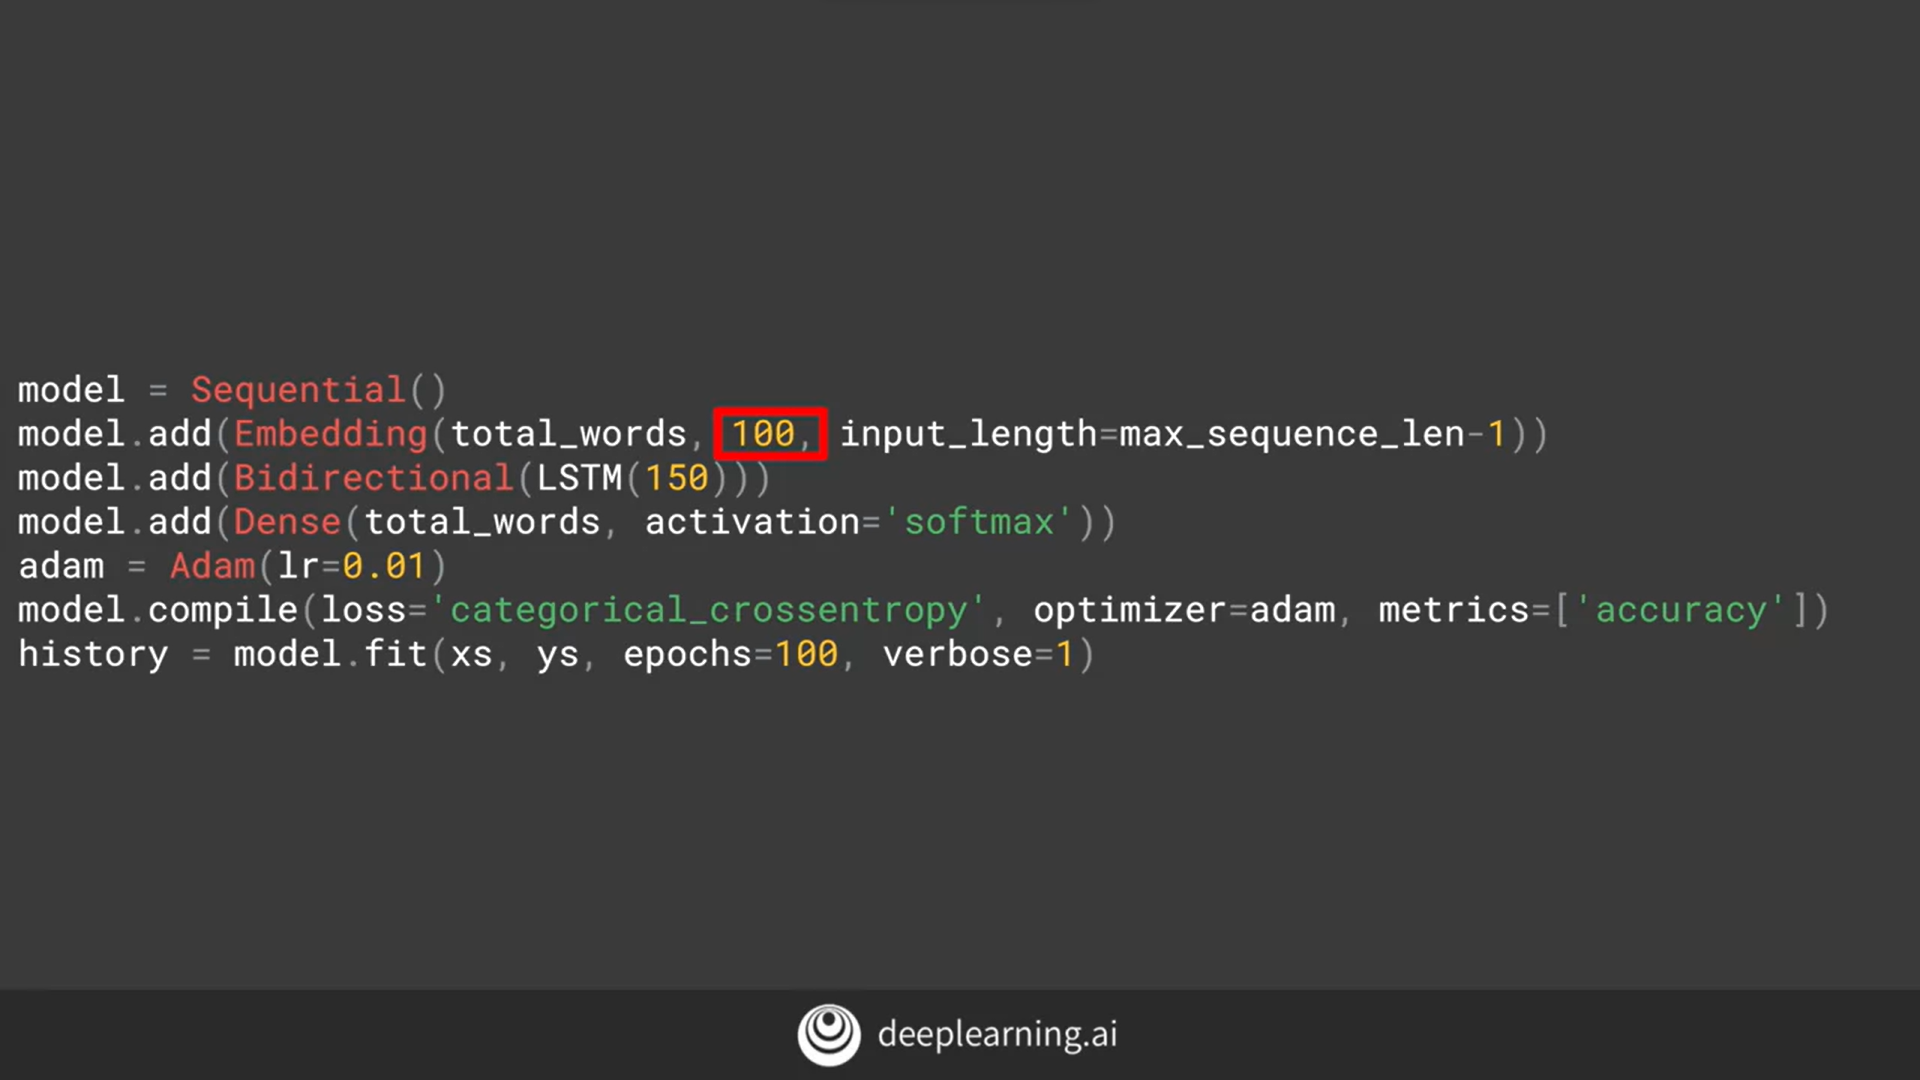 model = Sequential()
model.add(Embedding(total_words, 100, input_length=max_sequence_len-1))
model.add(Bidirectional(LSTM(150)))
model.add(Dense(total_words, activation='softmax'))
adam = Adam(lr=0.01)
model.compile(loss='categorical_crossentropy', optimizer=adam, metrics=['accuracy'])
history = model.fit(xs, ys, epochs=100, verbose=1)
deeplearning.ai